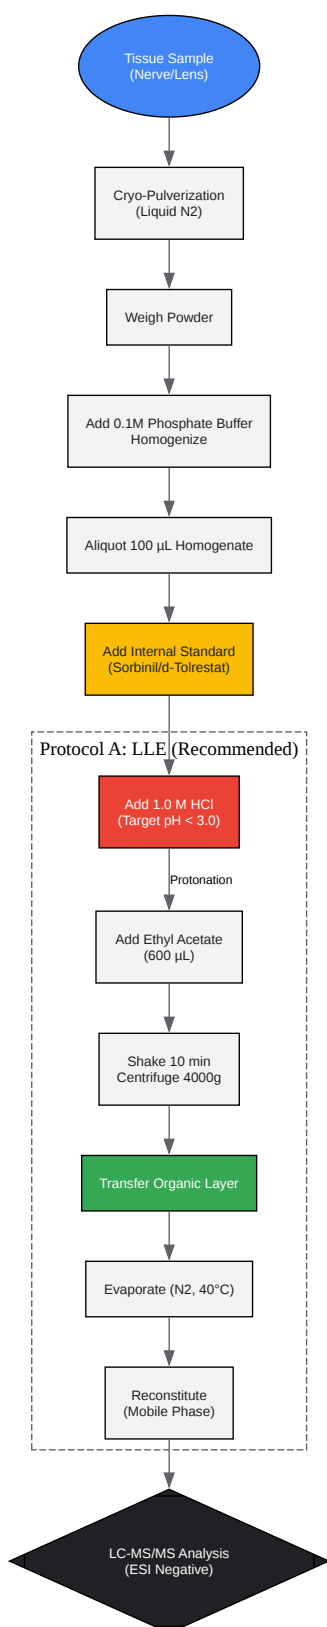 Tissue Sample
(Nerve/Lens)
Cryo-Pulverization
(Liquid N2)
Weigh Powder
Add 0.1M Phosphate Buffer
Homogenize
Aliquot 100 µL Homogenate
Add Internal Standard
(Sorbinil/d-Tolrestat)
Protocol A: LLE (Recommended)
Add 1.0 M HCl
(Target pH < 3.0)
Protonation
Add Ethyl Acetate
(600 µL)
Shake 10 min
Centrifuge 4000g
Transfer Organic Layer
Evaporate (N2, 40°C)
Reconstitute
(Mobile Phase)
LC-MS/MS Analysis
(ESI Negative)